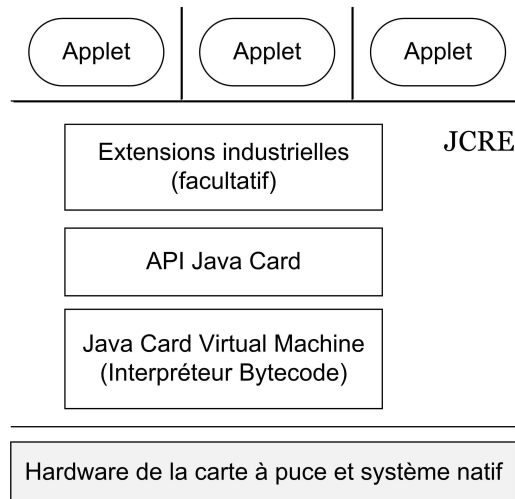 Applet Applet Applet
JCRE
Extensions industrielles
(facultatif)
API Java Card
Java Card Virtual Machine
(Interpréteur Bytecode)
Hardware de la carte à puce et système natif